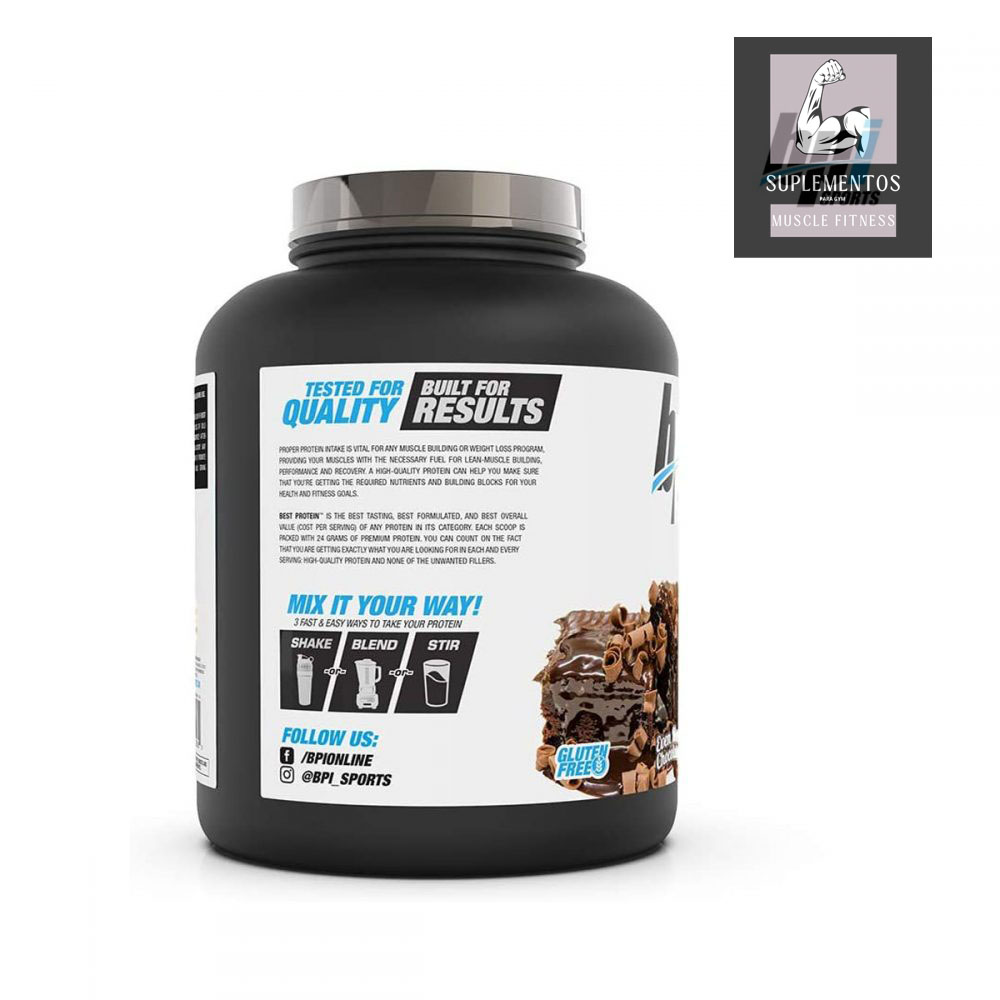 SUPLEMENTOS
PARA GYM
MUSCLE FITNESS
SPORTS
TESTED FOR
QUALITY
BUILT FOR
RESULTS
PROPER PROTEIN INTAKE IS VITAL FOR ANY MUSCLE BUILDING OR WEIGHT LOSS PROGRAM,
PROVIDING YOUR MUSCLES WITH THE NECESSARY FUEL FOR LEAN-MUSCLE BUILDING,
PERFORMANCE AND RECOVERY. A HIGH-QUALITY PROTEIN CAN HELP YOU MAKE SURE
THAT YOU'RE GETTING THE REQUIRED NUTRIENTS AND BUILDING BLOCKS FOR YOUR
HEALTH AND FITNESS GOALS.
BEST PROTEIN™ IS THE BEST TASTING, BEST FORMULATED, AND BEST OVERALL
VALUE (COST PER SERVING) OF ANY PROTEIN IN ITS CATEGORY. EACH SCOOP IS
PACKED WITH 24 GRAMS OF PREMIUM PROTEIN. YOU CAN COUNT ON THE FACT
THAT YOU ARE GETTING EXACTLY WHAT YOU ARE LOOKING FOR IN EACH AND EVERY
SERVING: HIGH-QUALITY PROTEIN AND NONE OF THE UNWANTED FILLERS.
MIX IT YOUR WAY!
3 FAST & EASY WAYS TO TAKE YOUR PROTEIN
SHAKE -or- BLEND -or- STIR
FOLLOW US:
/BPIONLINE
@BPI_SPORTS
GLUTEN
FREE